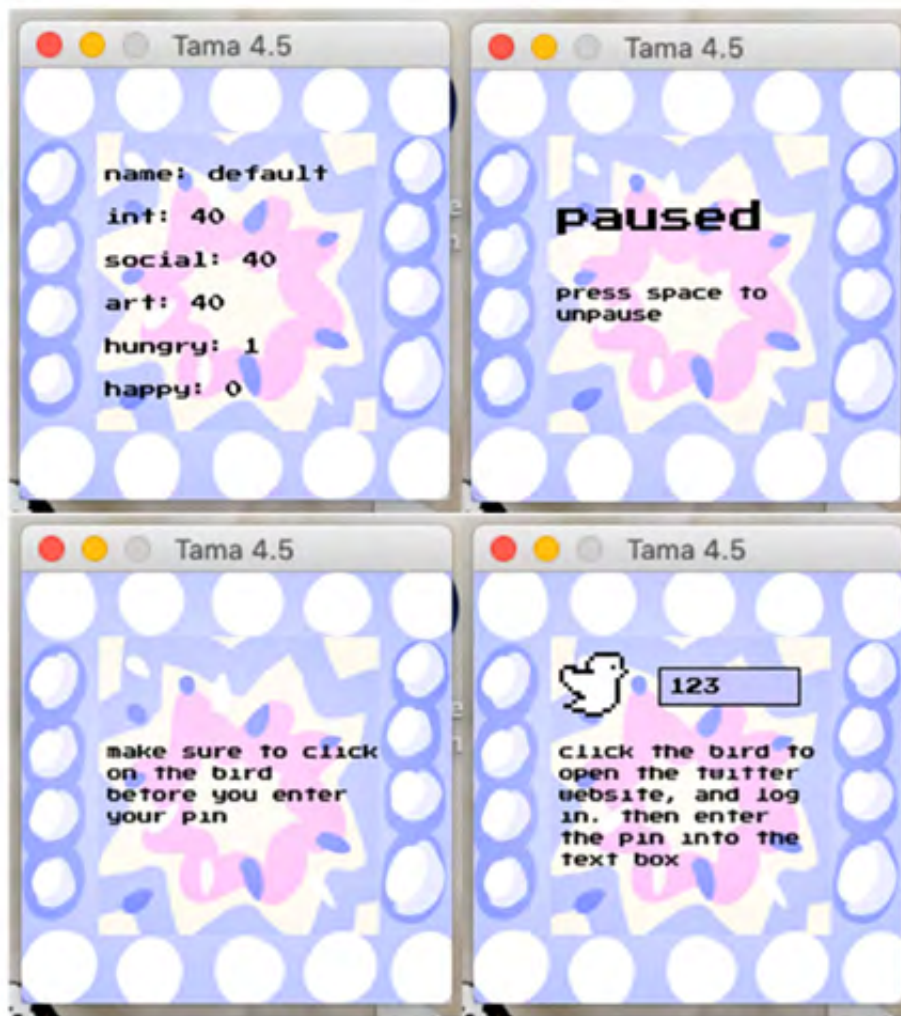 Tama 4.5
name: default
int: 40
social: 40
art: 40
hungry: 1
happy: 0
Tama 4.5
paused
press space to
unpause
Tama 4.5
make sure to click
on the bird
before you enter
your pin
Tama 4.5
123
click the bird to
open the twitter
website, and log
in. then enter
the pin into the
text box